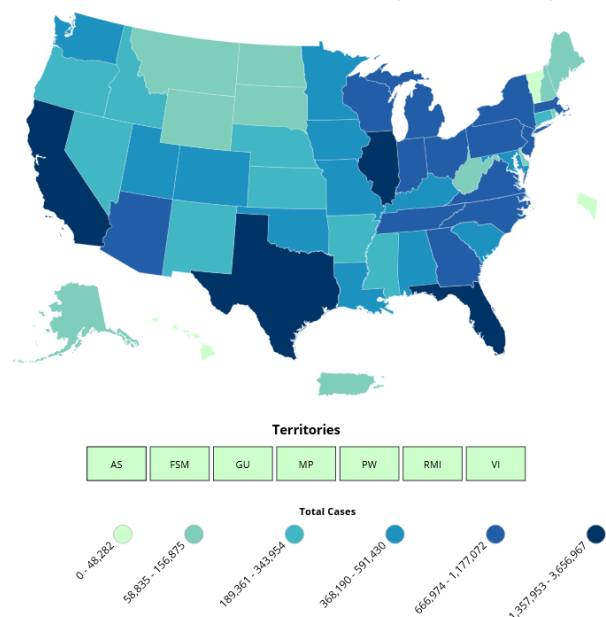 Territories
AS FSM GU MP PW RMI VI
Total Cases
0 - 48,282
58,835 - 156,875
189,361 - 343,954
368,190 - 591,430
666,974 - 1,177,072
1,357,953 - 3,656,967